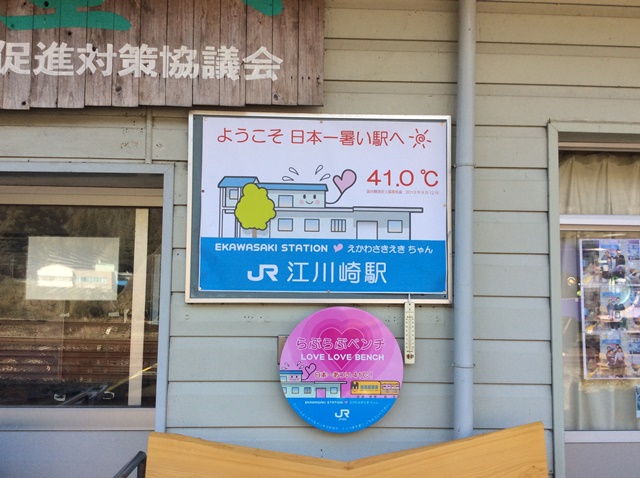 促進対策協議会
ようこそ 日本一暑い駅へ
41.0℃
EKAWASAKI STATION えかわさきえき ちゃん
JR 江川崎駅
らぶらぶベンチ
LOVE LOVE BENCH
JR